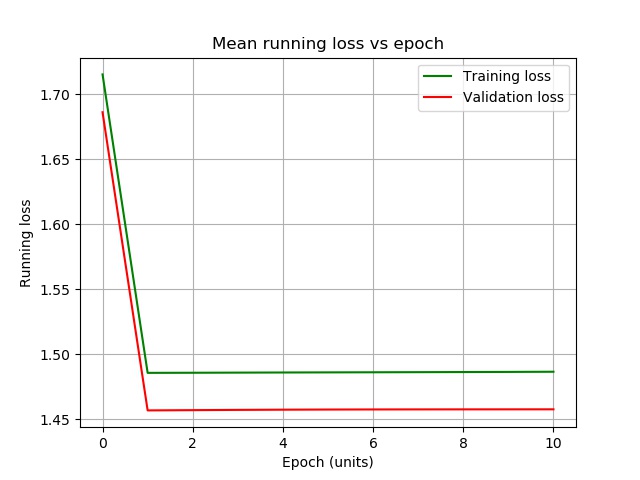 Mean running loss vs epoch
Training loss
Validation loss
1.70
1.65
1.60
1.55
1.50
1.45
Running loss
0 2 4 6 8 10
Epoch (units)